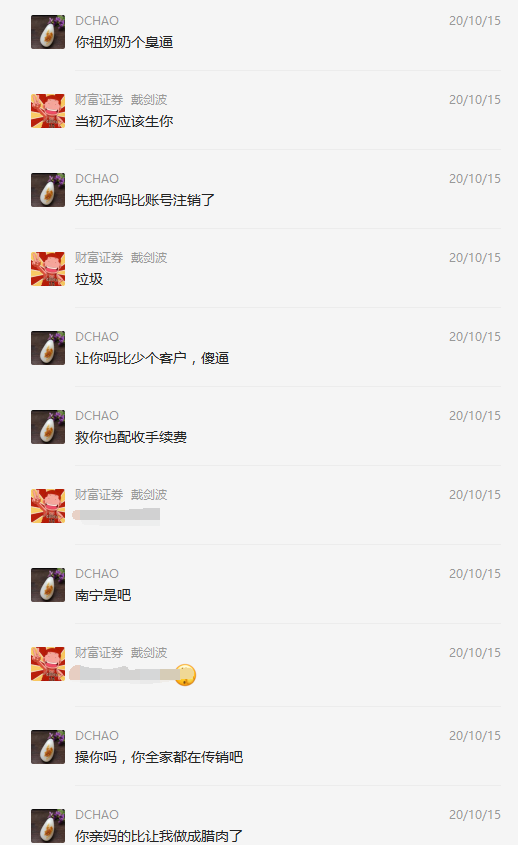 DCHAO 20/10/15
你祖奶奶个臭逼
财富证券 戴剑波 20/10/15
当初不应该生你
DCHAO 20/10/15
先把你吗比账号注销了
财富证券 戴剑波 20/10/15
垃圾
DCHAO 20/10/15
让你吗比少个客户，傻逼
DCHAO 20/10/15
救你也配收手续费
财富证券 戴剑波 20/10/15
DCHAO 20/10/15
南宁是吧
财富证券 戴剑波 20/10/15
DCHAO 20/10/15
操你吗，你全家都在传销吧
DCHAO 20/10/15
你亲妈的比让我做成腊肉了